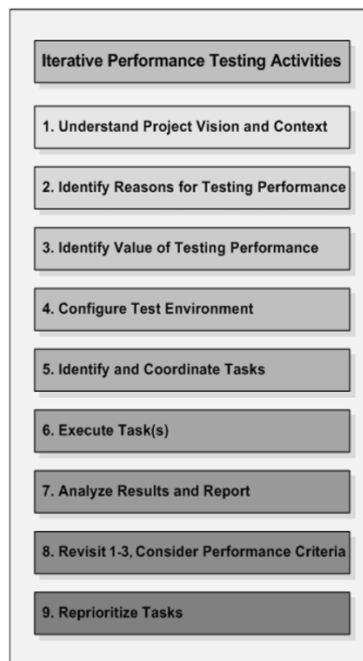 Iterative Performance Testing Activities
1. Understand Project Vision and Context
2. Identify Reasons for Testing Performance
3. Identify Value of Testing Performance
4. Configure Test Environment
5. Identify and Coordinate Tasks
6. Execute Task(s)
7. Analyze Results and Report
8. Revisit 1-3, Consider Performance Criteria
9. Reprioritize Tasks